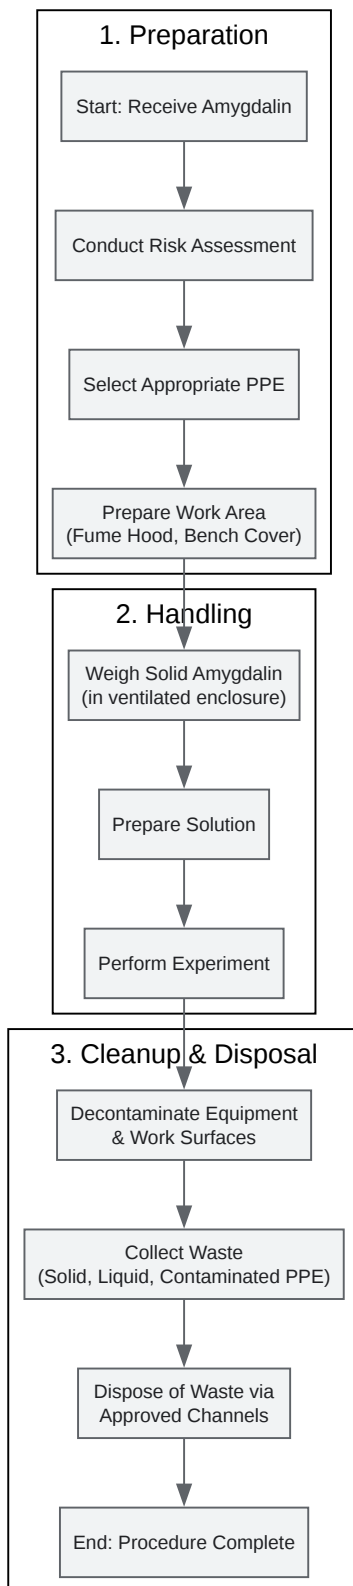 1. Preparation
Start: Receive Amygdalin
Conduct Risk Assessment
Select Appropriate PPE
Prepare Work Area
(Fume Hood, Bench Cover)
2. Handling
Weigh Solid Amygdalin
(in ventilated enclosure)
Prepare Solution
Perform Experiment
3. Cleanup & Disposal
Decontaminate Equipment
& Work Surfaces
Collect Waste
(Solid, Liquid, Contaminated PPE)
Dispose of Waste via
Approved Channels
End: Procedure Complete